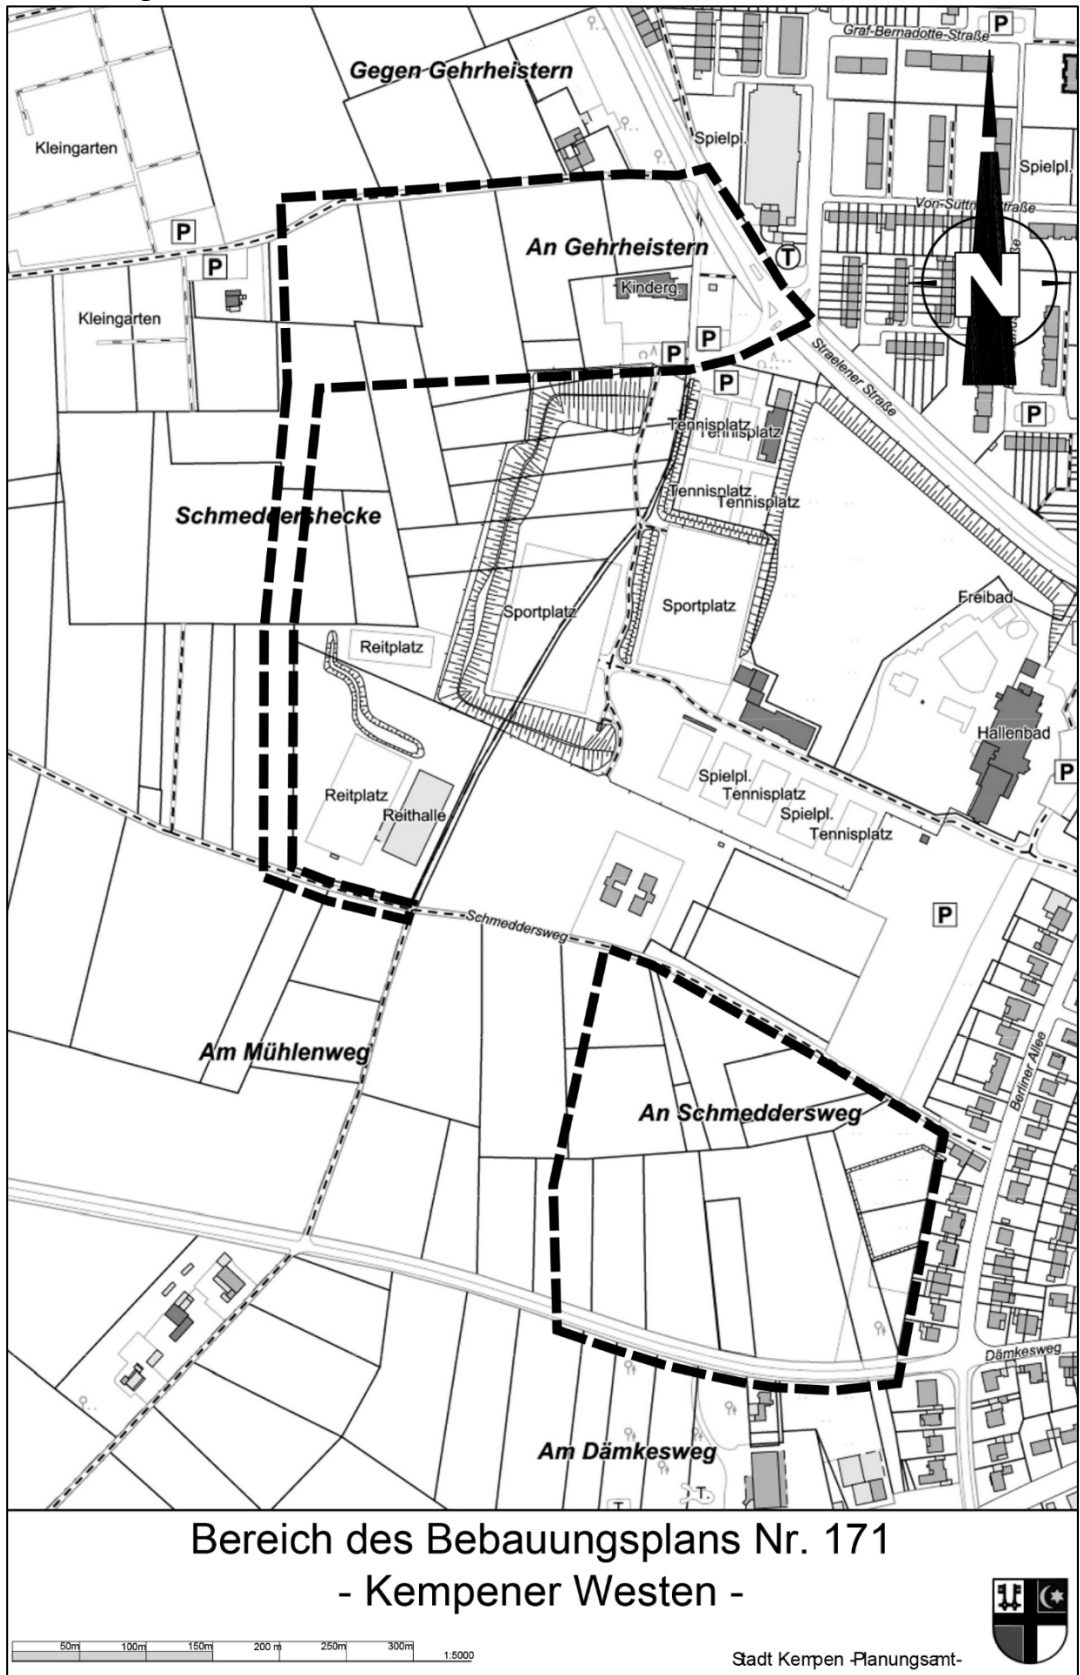 P
Graf-Bernadotte-Straße
Gegen Gehrheistern
Kleingarten
Spielpl.
Spielpl.
P
An Gehrheistern
T
P
Kinderg.
N
Kleingarten
P
P
Straelener Straße
P
P
Tennisplatz
Tennisplatz
Tennisplatz
Tennisplatz
Schmeddershecke
Freibad
Sportplatz
Sportplatz
Reitplatz
Hallenbad
P
Spielpl.
Tennisplatz
Reitplatz
Reithalle
Spielpl.
Tennisplatz
P
Schmeddersweg
Am Mühlenweg
Berliner Allee
An Schmeddersweg
Dämkesweg
Am Dämkesweg
T.
T
Bereich des Bebauungsplans Nr. 171
- Kempener Westen -
50m 100m 150m 200 m 250m 300m 1:5000
Stadt Kempen -Planungsamt-